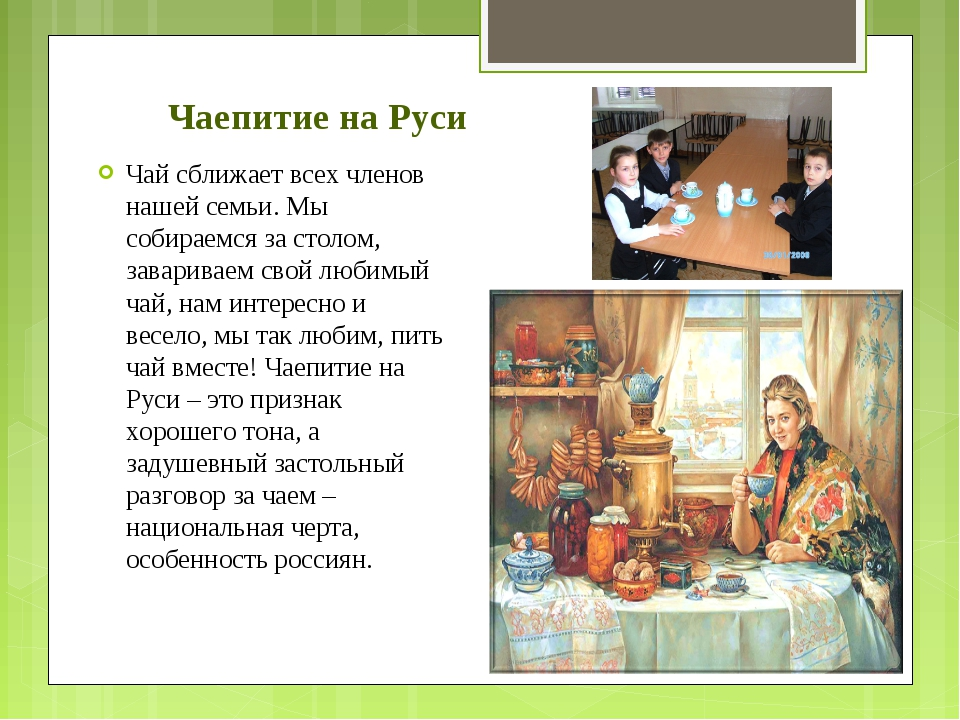 Чаепитие на Руси
Чай сближает всех членов
нашей семьи. Мы
собираемся за столом,
завариваем свой любимый
чай, нам интересно и
весело, мы так любим, пить
чай вместе! Чаепитие на
Руси – это признак
хорошего тона, а
задушевный застольный
разговор за чаем –
национальная черта,
особенность россиян.